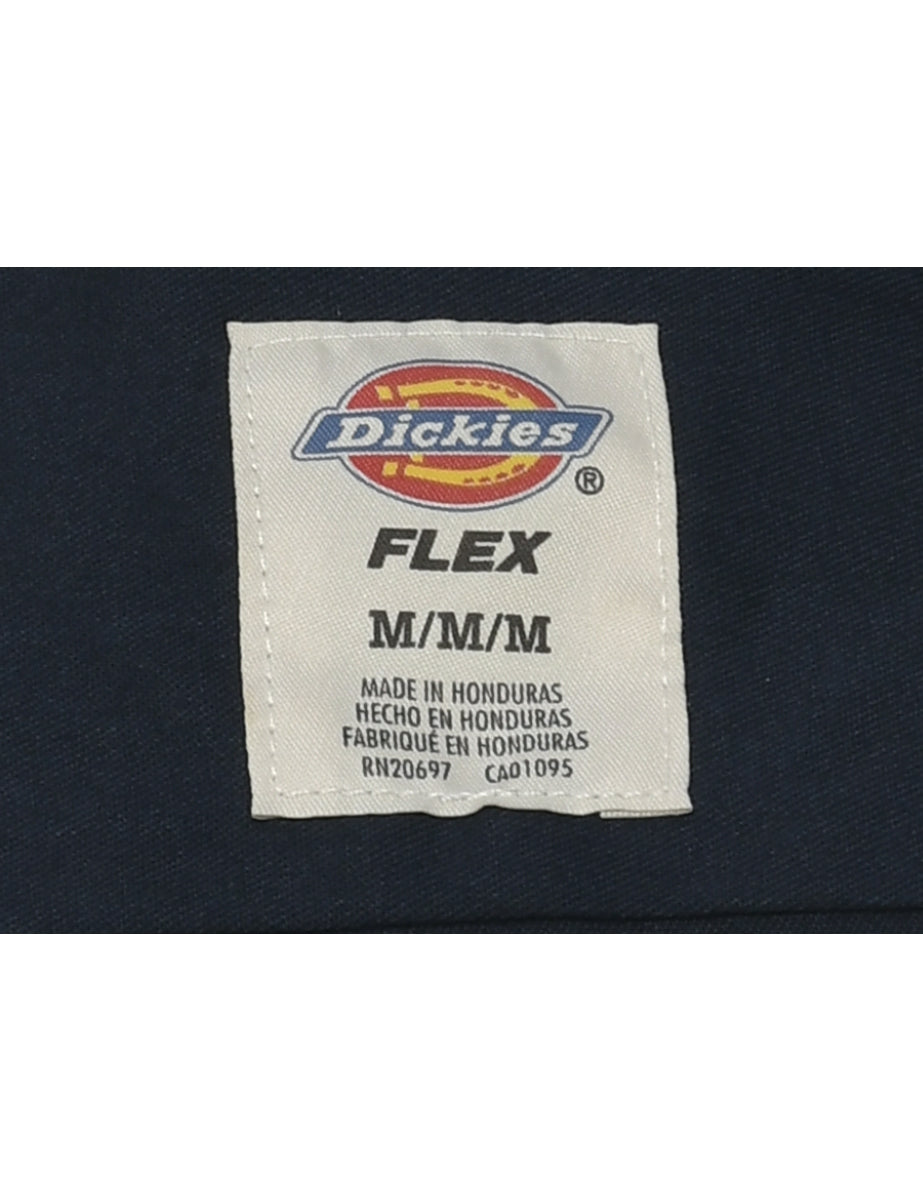 Dickies
®
FLEX
M/M/M
MADE IN HONDURAS
HECHO EN HONDURAS
FABRIQUÉ EN HONDURAS
RN20697 CA01095